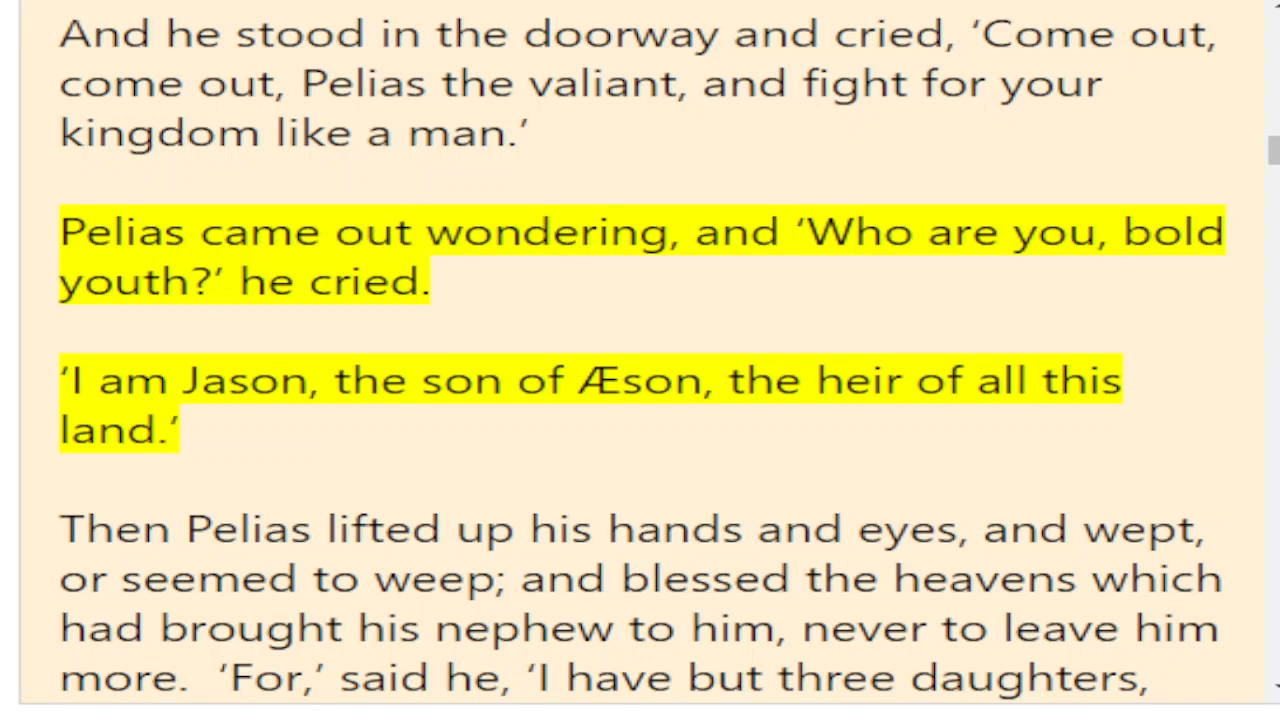 And he stood in the doorway and cried, ‘Come out,
come out, Pelias the valiant, and fight for your
kingdom like a man.’
Pelias came out wondering, and ‘Who are you, bold
youth?’ he cried.
‘I am Jason, the son of Æson, the heir of all this
land.’
Then Pelias lifted up his hands and eyes, and wept,
or seemed to weep; and blessed the heavens which
had brought his nephew to him, never to leave him
more.  ‘For,’ said he, ‘I have but three daughters,